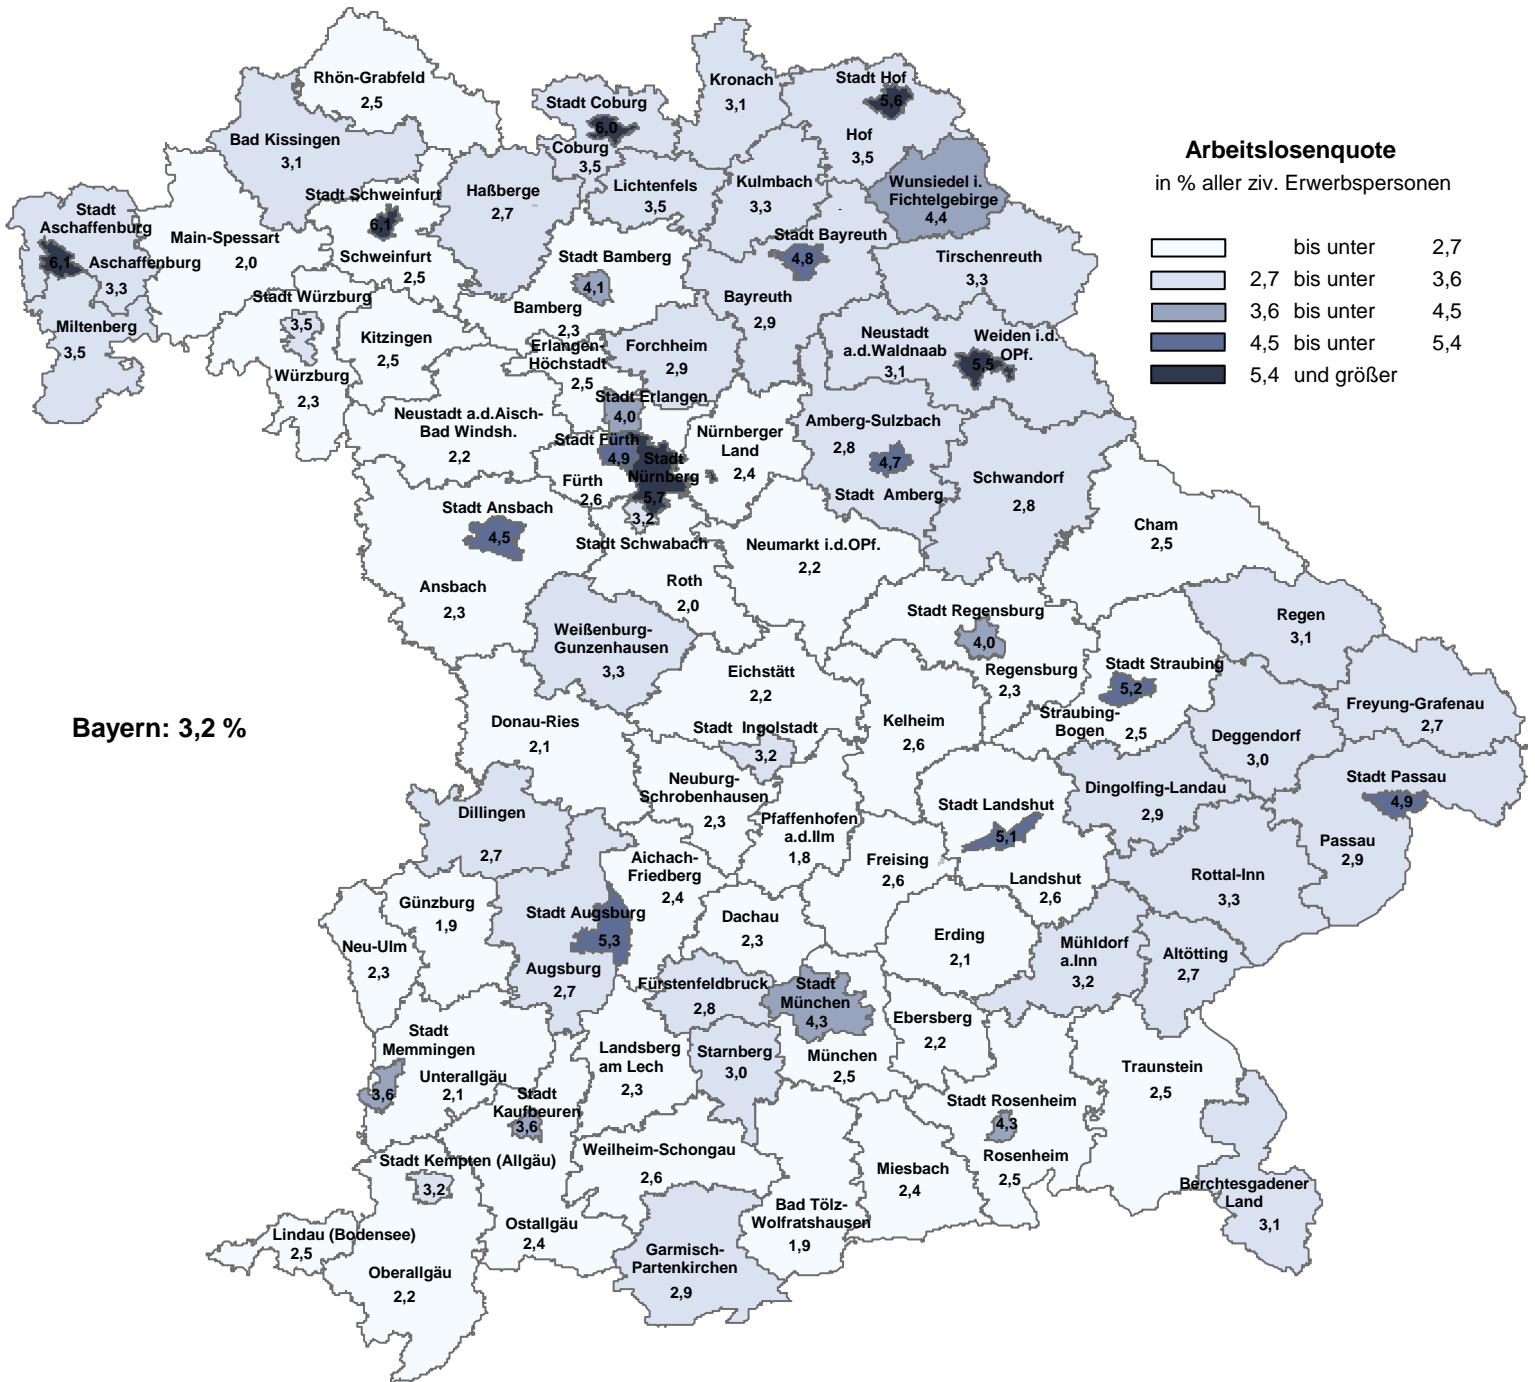 Rhön-Grabfeld
2,5
Bad Kissingen
3,1
Stadt Coburg
6,0
Coburg
3,5
Kronach
3,1
Stadt Hof
5,6
Hof
3,5
Arbeitslosenquote
in % aller ziv. Erwerbspersonen
bis unter 2,7
2,7 bis unter 3,6
3,6 bis unter 4,5
4,5 bis unter 5,4
5,4 und größer
Stadt
Aschaffenburg
6,1
Aschaffenburg
3,3
Miltenberg
3,5
Main-Spessart
2,0
Stadt Schweinfurt
6,1
Schweinfurt
2,5
Haßberge
2,7
Lichtenfels
3,5
Kulmbach
3,3
Wunsiedel i.
Fichtelgebirge
4,4
Stadt Würzburg
3,5
Würzburg
2,3
Kitzingen
2,5
Stadt Bamberg
4,1
Bamberg
2,3
Stadt Bayreuth
4,8
Bayreuth
2,9
Tirschenreuth
3,3
Erlangen-
Höchstadt
2,5
Forchheim
2,9
Neustadt
a.d.Waldnaab
3,1
Weiden i.d.
OPf.
5,5
Neustadt a.d.Aisch-
Bad Windsh.
2,2
Stadt Erlangen
4,0
Stadt Fürth
4,9
Stadt
Nürnberg
5,7
Fürth
2,6
Nürnberger
Land
2,4
Amberg-Sulzbach
2,8
4,7
Stadt Amberg
Schwandorf
2,8
Cham
2,5
Stadt Ansbach
4,5
Ansbach
2,3
3,2
Stadt Schwabach
Roth
2,0
Neumarkt i.d.OPf.
2,2
Weißenburg-
Gunzenhausen
3,3
Stadt Regensburg
4,0
Regensburg
2,3
Regen
3,1
Stadt Straubing
5,2
Straubing-
Bogen
2,5
Freyung-Grafenau
2,7
Deggendorf
3,0
Bayern: 3,2 %
Donau-Ries
2,1
Eichstätt
2,2
Stadt Ingolstadt
3,2
Kelheim
2,6
Neuburg-
Schrobenhausen
2,3
Pfaffenhofen
a.d.Ilm
1,8
Stadt Landshut
5,1
Landshut
2,6
Dingolfing-Landau
2,9
Stadt Passau
4,9
Passau
2,9
Rottal-Inn
3,3
Dillingen
2,7
Günzburg
1,9
Neu-Ulm
2,3
Stadt Augsburg
5,3
Augsburg
2,7
Aichach-
Friedberg
2,4
Dachau
2,3
Freising
2,6
Erding
2,1
Mühldorf
a.Inn
3,2
Altötting
2,7
Fürstenfeldbruck
2,8
Stadt
München
4,3
München
2,5
Ebersberg
2,2
Stadt
Memmingen
3,6
Unterallgäu
2,1
Stadt
Kaufbeuren
3,6
Landsberg
am Lech
2,3
Starnberg
3,0
Traunstein
2,5
Stadt Rosenheim
4,3
Rosenheim
2,5
Stadt Kempten (Allgäu)
3,2
Weilheim-Schongau
2,6
Miesbach
2,4
Berchtesgadener
Land
3,1
Bad Tölz-
Wolfratshausen
1,9
Lindau (Bodensee)
2,5
Oberallgäu
2,2
Ostallgäu
2,4
Garmisch-
Partenkirchen
2,9